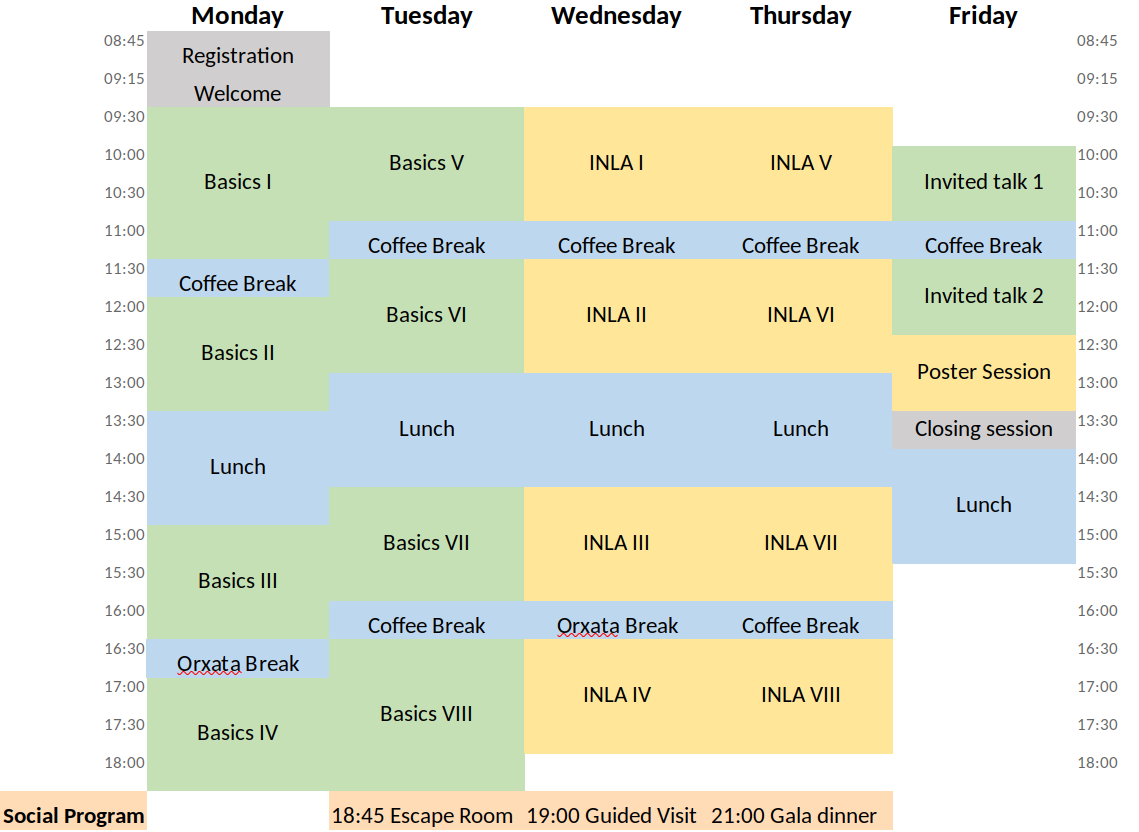 Monday Tuesday Wednesday Thursday Friday
08:45 Registration 08:45
09:15 Welcome 09:15
09:30 09:30
10:00 Basics V INLA I INLA V 10:00
Basics I Invited talk 1
10:30 10:30
11:00 Coffee Break Coffee Break Coffee Break Coffee Break 11:00
11:30 Coffee Break Invited talk 2 11:30
12:00 Basics VI INLA II INLA VI 12:00
12:30 Basics II 12:30
13:00 Poster Session 13:00
13:30 Lunch Lunch Lunch Closing session 13:30
14:00 Lunch 14:00
14:30 Lunch 14:30
15:00 Basics VII INLA III INLA VII 15:00
15:30 Basics III 15:30
16:00 Coffee Break Orxata Break Coffee Break 16:00
16:30 Orxata Break 16:30
17:00 INLA IV INLA VIII 17:00
Basics VIII
17:30 Basics IV 17:30
18:00 18:00
Social Program 18:45 Escape Room 19:00 Guided Visit 21:00 Gala dinner